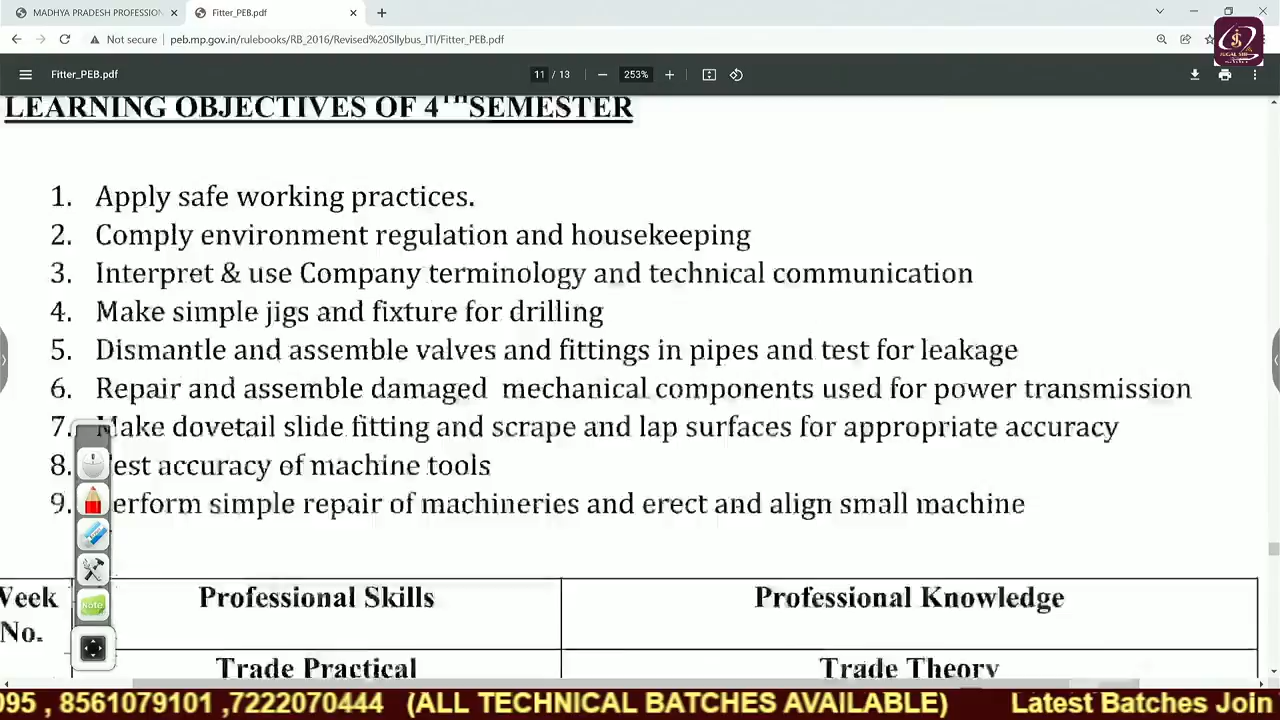 MADHYA PRADESH PROFESSION
Fitter_PEB.pdf
Not secure
peb.mp.gov.in/rulebooks/RB_2016/Revised%20Sllybus_ITI/Fitter_PEB.pdf
Fitter_PEB.pdf
11 / 13
253%
LEARNING OBJECTIVES OF 4TH SEMESTER
1. Apply safe working practices.
2. Comply environment regulation and housekeeping
3. Interpret & use Company terminology and technical communication
4. Make simple jigs and fixture for drilling
5. Dismantle and assemble valves and fittings in pipes and test for leakage
6. Repair and assemble damaged mechanical components used for power transmission
7. Make dovetail slide fitting and scrape and lap surfaces for appropriate accuracy
8. Test accuracy of machine tools
9. Perform simple repair of machineries and erect and align small machine
Week No.
Professional Skills
Professional Knowledge
Trade Practical
Trade Theory
Note
095 , 8561079101 ,7222070444 (ALL TECHNICAL BATCHES AVAILABLE) Latest Batches Join